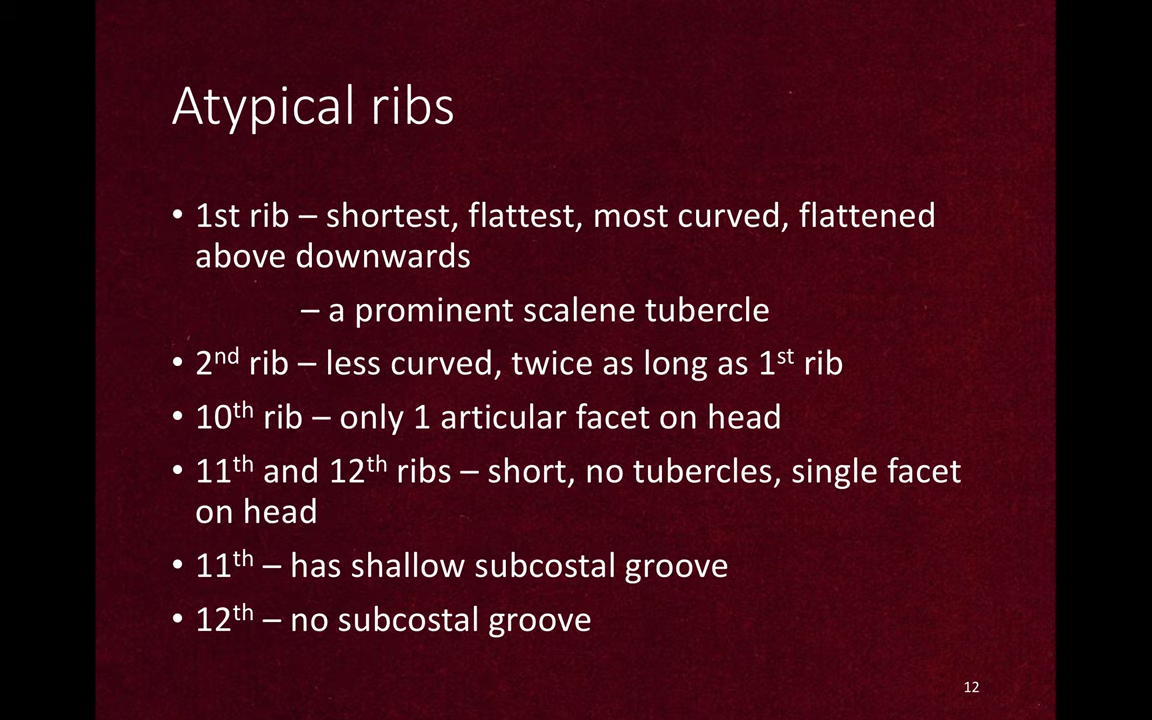 Atypical ribs
• 1st rib – shortest, flattest, most curved, flattened
above downwards
– a prominent scalene tubercle
• 2nd rib – less curved, twice as long as 1st rib
• 10th rib – only 1 articular facet on head
• 11th and 12th ribs – short, no tubercles, single facet
on head
• 11th – has shallow subcostal groove
• 12th – no subcostal groove
12